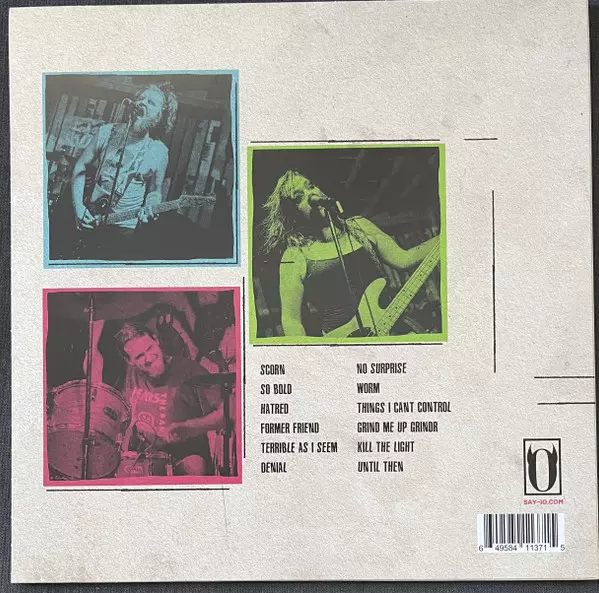 SCORN
SO BOLD
HATRED
FORMER FRIEND
TERRIBLE AS I SEEM
DENIAL
NO SURPRISE
WORM
THINGS I CANT CONTROL
GRIND ME UP GRINDR
KILL THE LIGHT
UNTIL THEN
O
SAY-10.COM
6 49584 11371 5